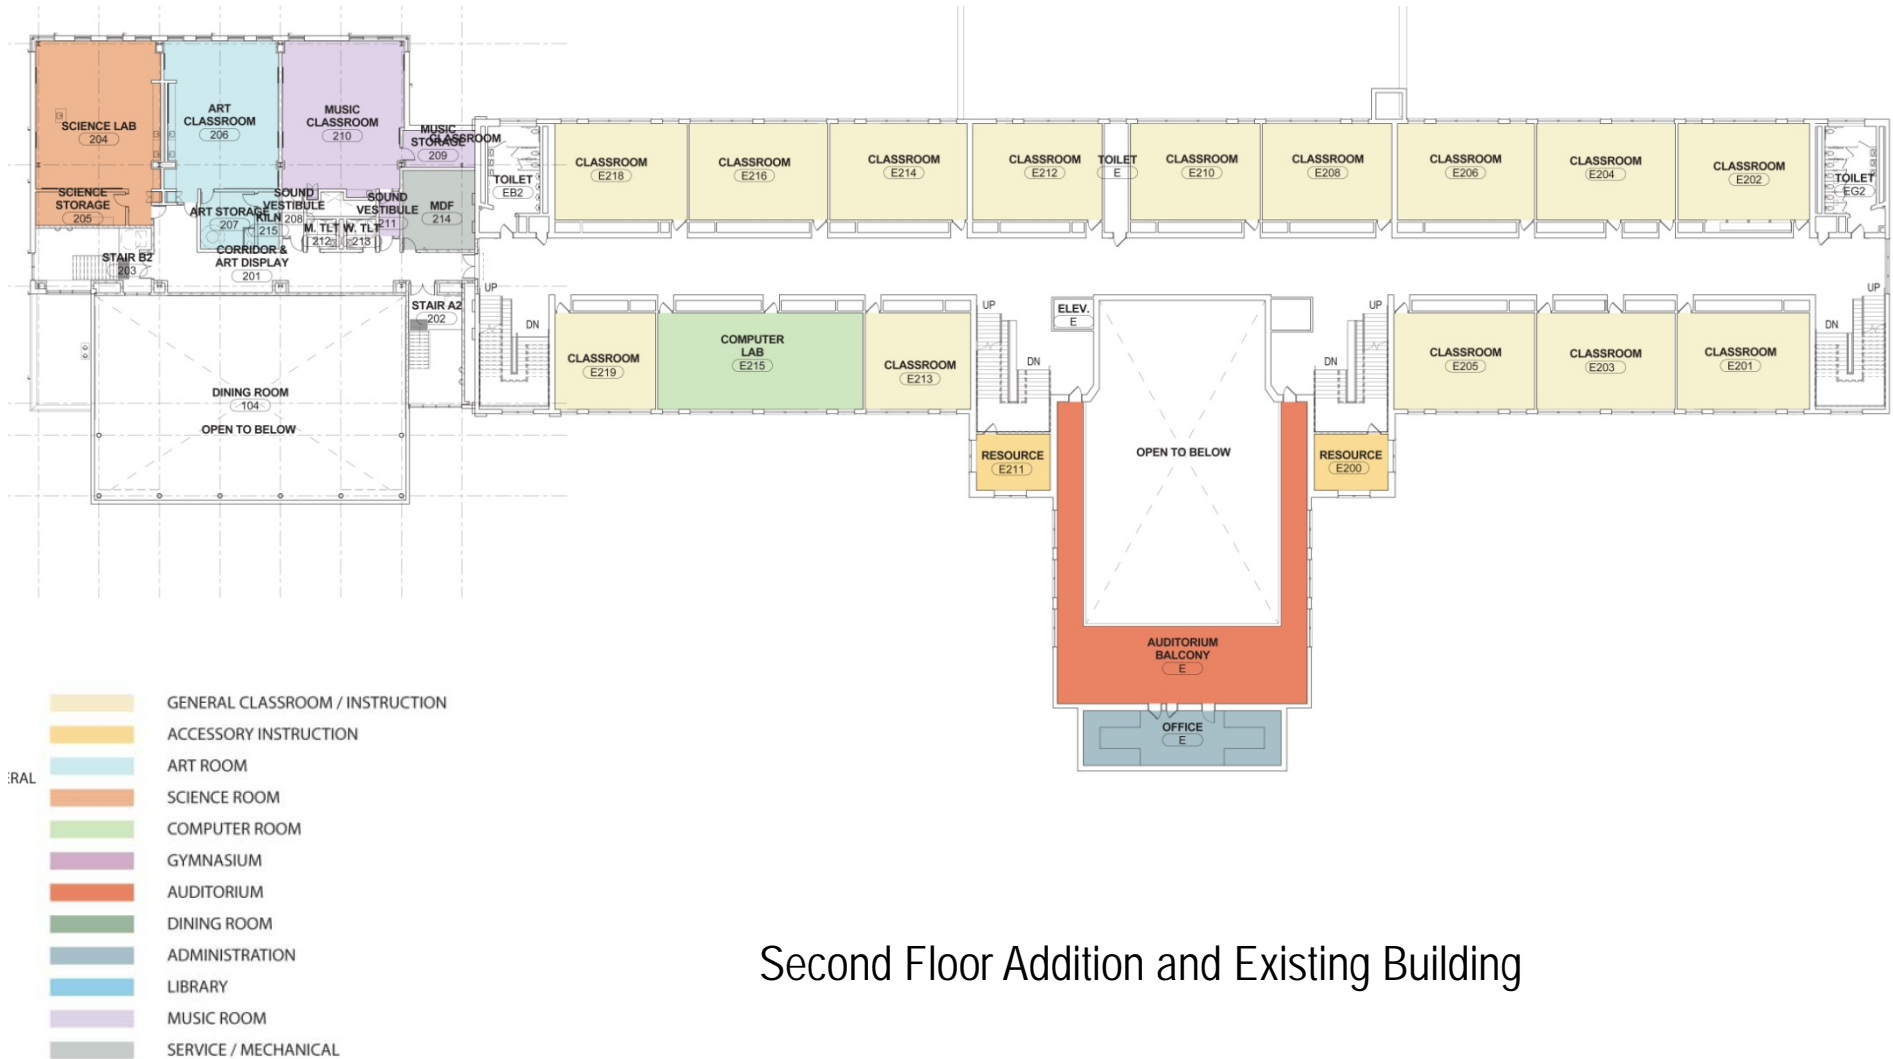 SCIENCE LAB
204
ART
CLASSROOM
206
MUSIC
CLASSROOM
210
MUSIC
STORAGE
209
CLASSROOM
SCIENCE
STORAGE
205
ART STORAGE
207
KILN
215
SOUND
VESTIBULE
208
SOUND
VESTIBULE
211
M. TLT
212
W. TLT
213
MDF
214
STAIR B2
203
CORRIDOR &
ART DISPLAY
201
STAIR A2
202
DINING ROOM
104
OPEN TO BELOW
TOILET
EB2
CLASSROOM
E218
CLASSROOM
E216
CLASSROOM
E214
CLASSROOM
E212
TOILET
E
CLASSROOM
E210
CLASSROOM
E208
CLASSROOM
E206
CLASSROOM
E204
CLASSROOM
E202
TOILET
EG2
UP
DN
CLASSROOM
E219
COMPUTER
LAB
E215
CLASSROOM
E213
UP
DN
ELEV.
E
UP
DN
CLASSROOM
E205
CLASSROOM
E203
CLASSROOM
E201
UP
DN
RESOURCE
E211
OPEN TO BELOW
RESOURCE
E200
AUDITORIUM
BALCONY
E
OFFICE
E
ERAL
GENERAL CLASSROOM / INSTRUCTION
ACCESSORY INSTRUCTION
ART ROOM
SCIENCE ROOM
COMPUTER ROOM
GYMNASIUM
AUDITORIUM
DINING ROOM
ADMINISTRATION
LIBRARY
MUSIC ROOM
SERVICE / MECHANICAL
Second Floor Addition and Existing Building